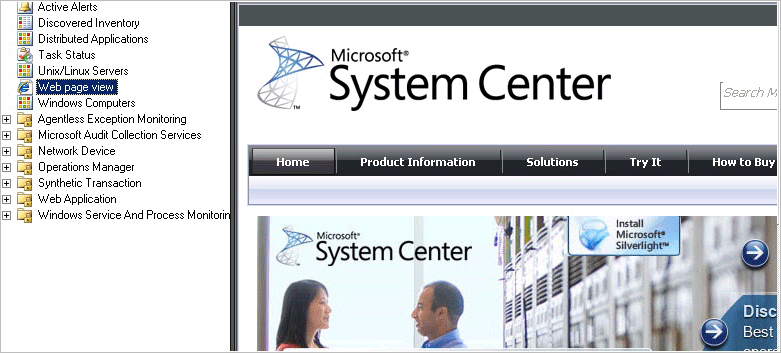 Active Alerts
Discovered Inventory
Distributed Applications
Task Status
Unix/Linux Servers
Web page view
Windows Computers
Agentless Exception Monitoring
Microsoft Audit Collection Services
Network Device
Operations Manager
Synthetic Transaction
Web Application
Windows Service And Process Monitorin
Microsoft®
System Center™
Search M
Home Product Information Solutions Try It How to Buy
Microsoft®
System Center
Install
Microsoft®
Silverlight™
Disc
Best